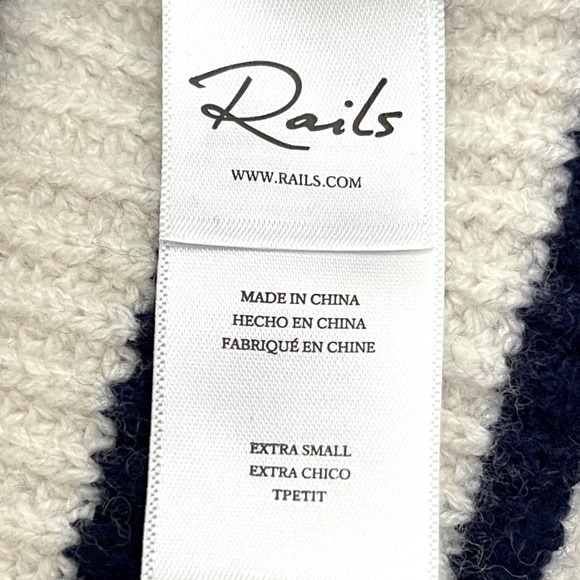 Rails
WWW.RAILS.COM
MADE IN CHINA
HECHO EN CHINA
FABRIQUÉ EN CHINE
EXTRA SMALL
EXTRA CHICO
TPETIT